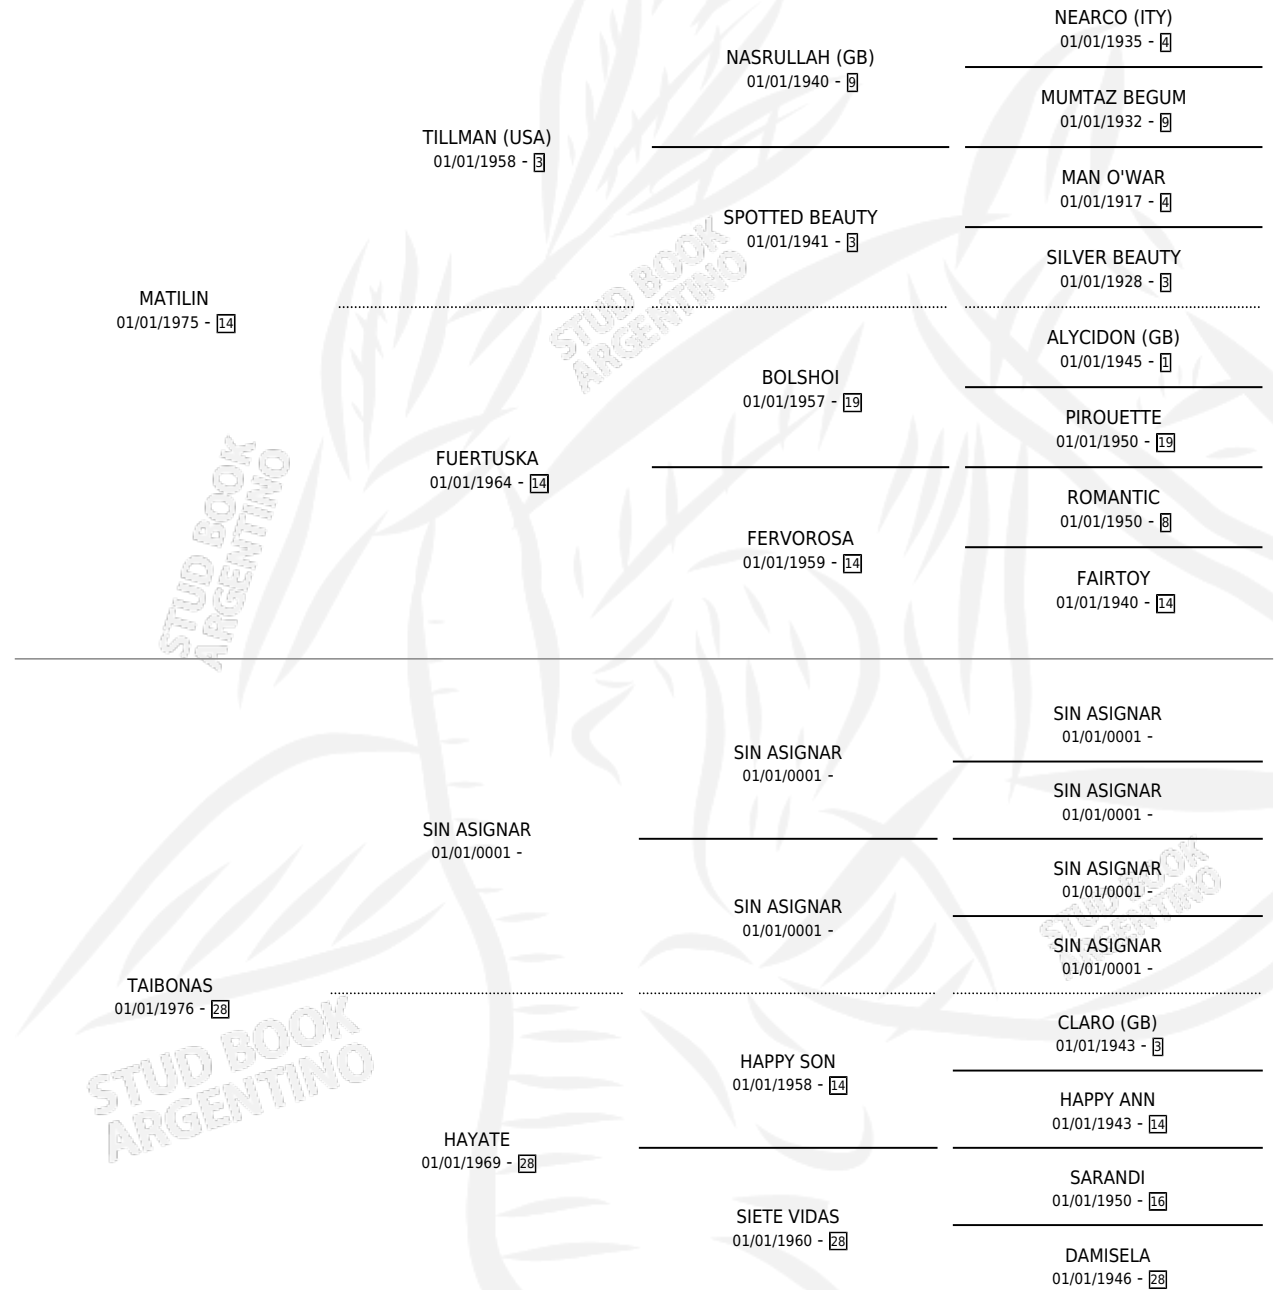 NEARCO (ITY)
01/01/1935 - 4
NASRULLAH (GB)
01/01/1940 - 9
MUMTAZ BEGUM
01/01/1932 - 9
TILLMAN (USA)
01/01/1958 - 3
MAN O'WAR
01/01/1917 - 4
SPOTTED BEAUTY
01/01/1941 - 3
SILVER BEAUTY
01/01/1928 - 3
MATILIN
01/01/1975 - 14
STUD BOOK
ARGENTINO
ALYCIDON (GB)
01/01/1945 - 1
BOLSHOI
01/01/1957 - 19
PIROUETTE
01/01/1950 - 19
FUERTUSKA
01/01/1964 - 14
ROMANTIC
01/01/1950 - 8
FERVOROSA
01/01/1959 - 14
FAIRTOY
01/01/1940 - 14
STUD BOOK
ARGENTINO
SIN ASIGNAR
01/01/0001 -
SIN ASIGNAR
01/01/0001 -
SIN ASIGNAR
01/01/0001 -
SIN ASIGNAR
01/01/0001 -
SIN ASIGNAR
01/01/0001 -
SIN ASIGNAR
01/01/0001 -
SIN ASIGNAR
01/01/0001 -
STUD BOOK
ARGENTINO
TAIBONAS
01/01/1976 - 28
CLARO (GB)
01/01/1943 - 3
HAPPY SON
01/01/1958 - 14
HAPPY ANN
01/01/1943 - 14
STUD BOOK
ARGENTINO
HAYATE
01/01/1969 - 28
SARANDI
01/01/1950 - 16
SIETE VIDAS
01/01/1960 - 28
DAMISELA
01/01/1946 - 28